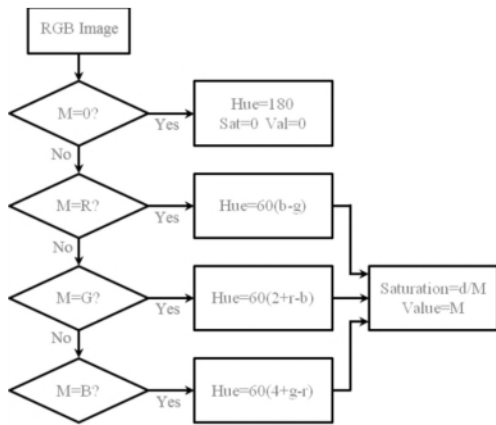 RGB Image
M=0?
Yes
Hue=180
Sat=0 Val=0
No
M=R?
Yes
Hue=60(b-g)
No
M=G?
Yes
Hue=60(2+r-b)
Saturation=d/M
Value=M
No
M=B?
Yes
Hue=60(4+g-r)